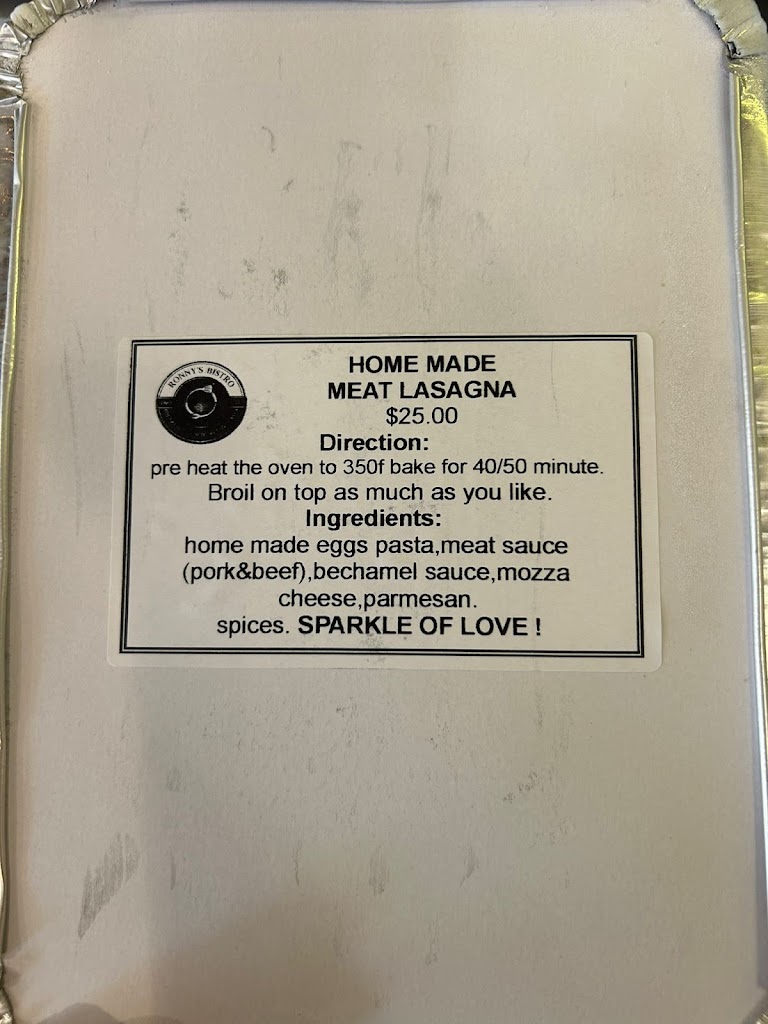 RONNY'S BISTRO
HOME MADE
MEAT LASAGNA
$25.00
Direction:
pre heat the oven to 350f bake for 40/50 minute.
Broil on top as much as you like.
Ingredients:
home made eggs pasta,meat sauce
(pork&beef),bechamel sauce,mozza
cheese,parmesan.
spices. SPARKLE OF LOVE !